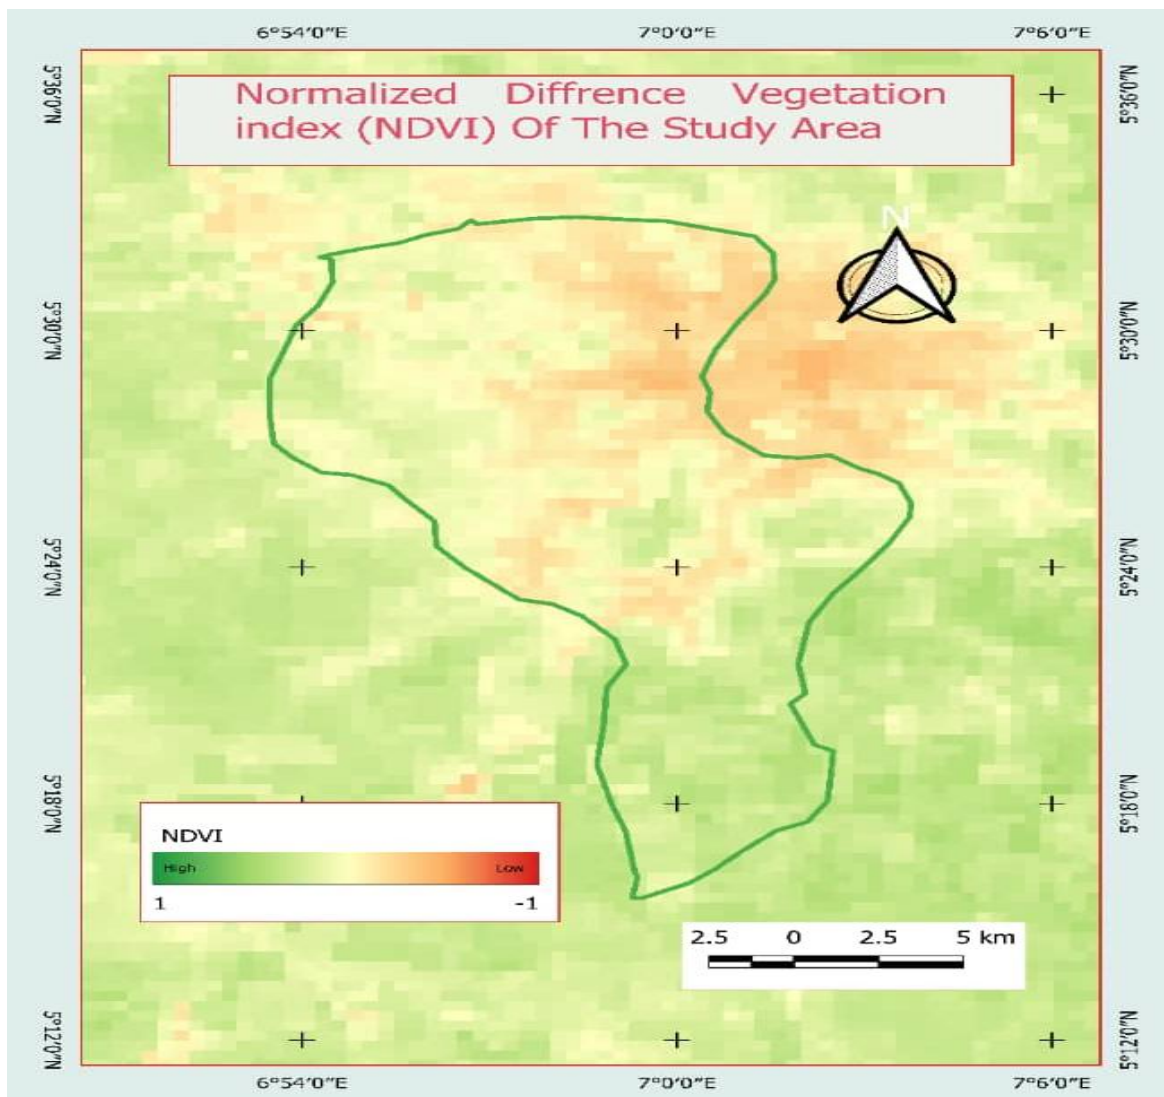 6°54'0"E 7°0'0"E 7°6'0"E
5°36'0"N 5°36'0"N
Normalized Diffrence Vegetation
index (NDVI) Of The Study Area
N
5°30'0"N 5°30'0"N
5°24'0"N 5°24'0"N
5°18'0"N 5°18'0"N
NDVI
High Low
1 -1
2.5 0 2.5 5 km
5°12'0"N 5°12'0"N
6°54'0"E 7°0'0"E 7°6'0"E